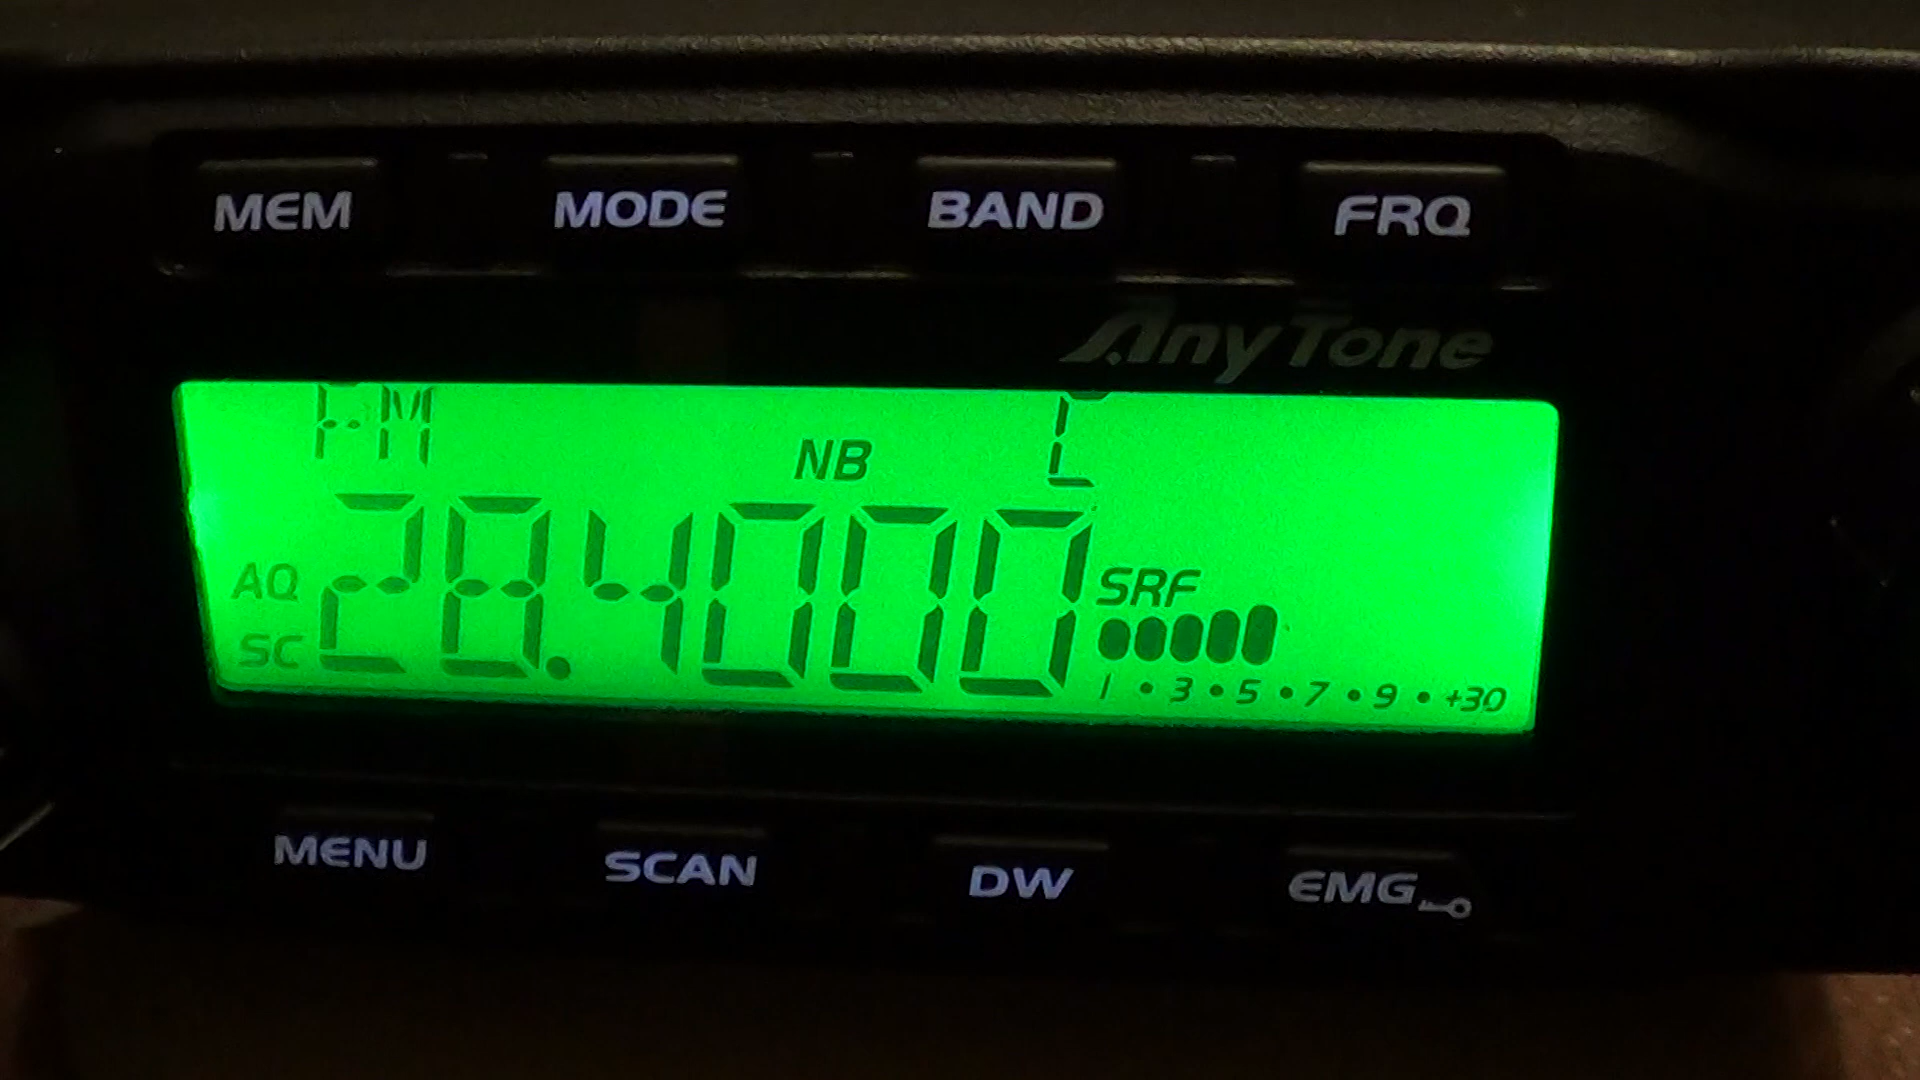 MEM MODE BAND FRQ
AnyTone
FM NB C
AQ 28.4000 SRF
SC
1 • 3 • 5 • 7 • 9 • +30
MENU SCAN DW EMG